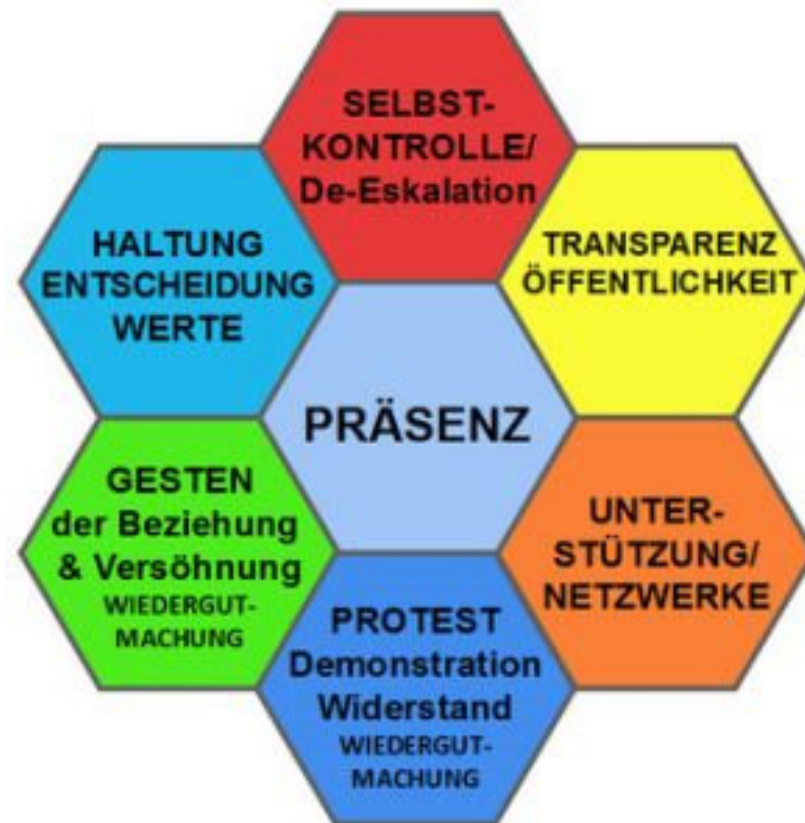 SELBST-
KONTROLLE/
De-Eskalation
HALTUNG
ENTSCHEIDUNG
WERTE
TRANSPARENZ
ÖFFENTLICHKEIT
PRÄSENZ
GESTEN
der Beziehung
& Versöhnung
WIEDERGUT-
MACHUNG
UNTER-
STÜTZUNG/
NETZWERKE
PROTEST
Demonstration
Widerstand
WIEDERGUT-
MACHUNG